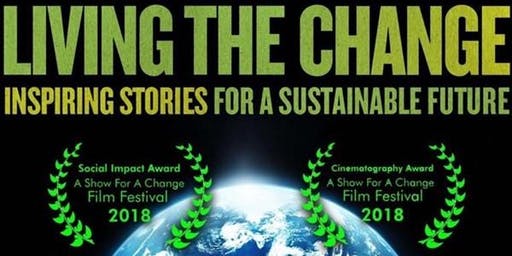 LIVING THE CHANGE
INSPIRING STORIES FOR A SUSTAINABLE FUTURE
Social Impact Award
A Show For A Change
Film Festival
2018
Cinematography Award
A Show For A Change
Film Festival
2018